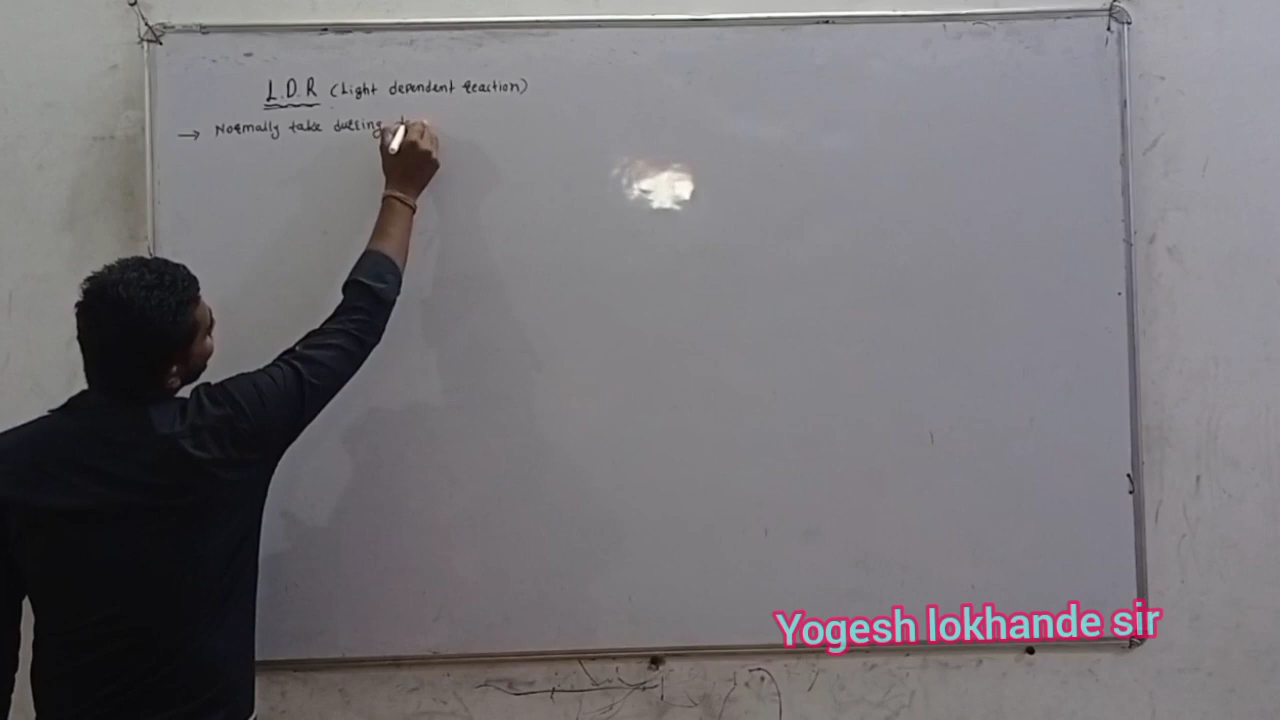 L.D.R (Light dependent reaction)
→ Normally take during
Yogesh lokhande sir